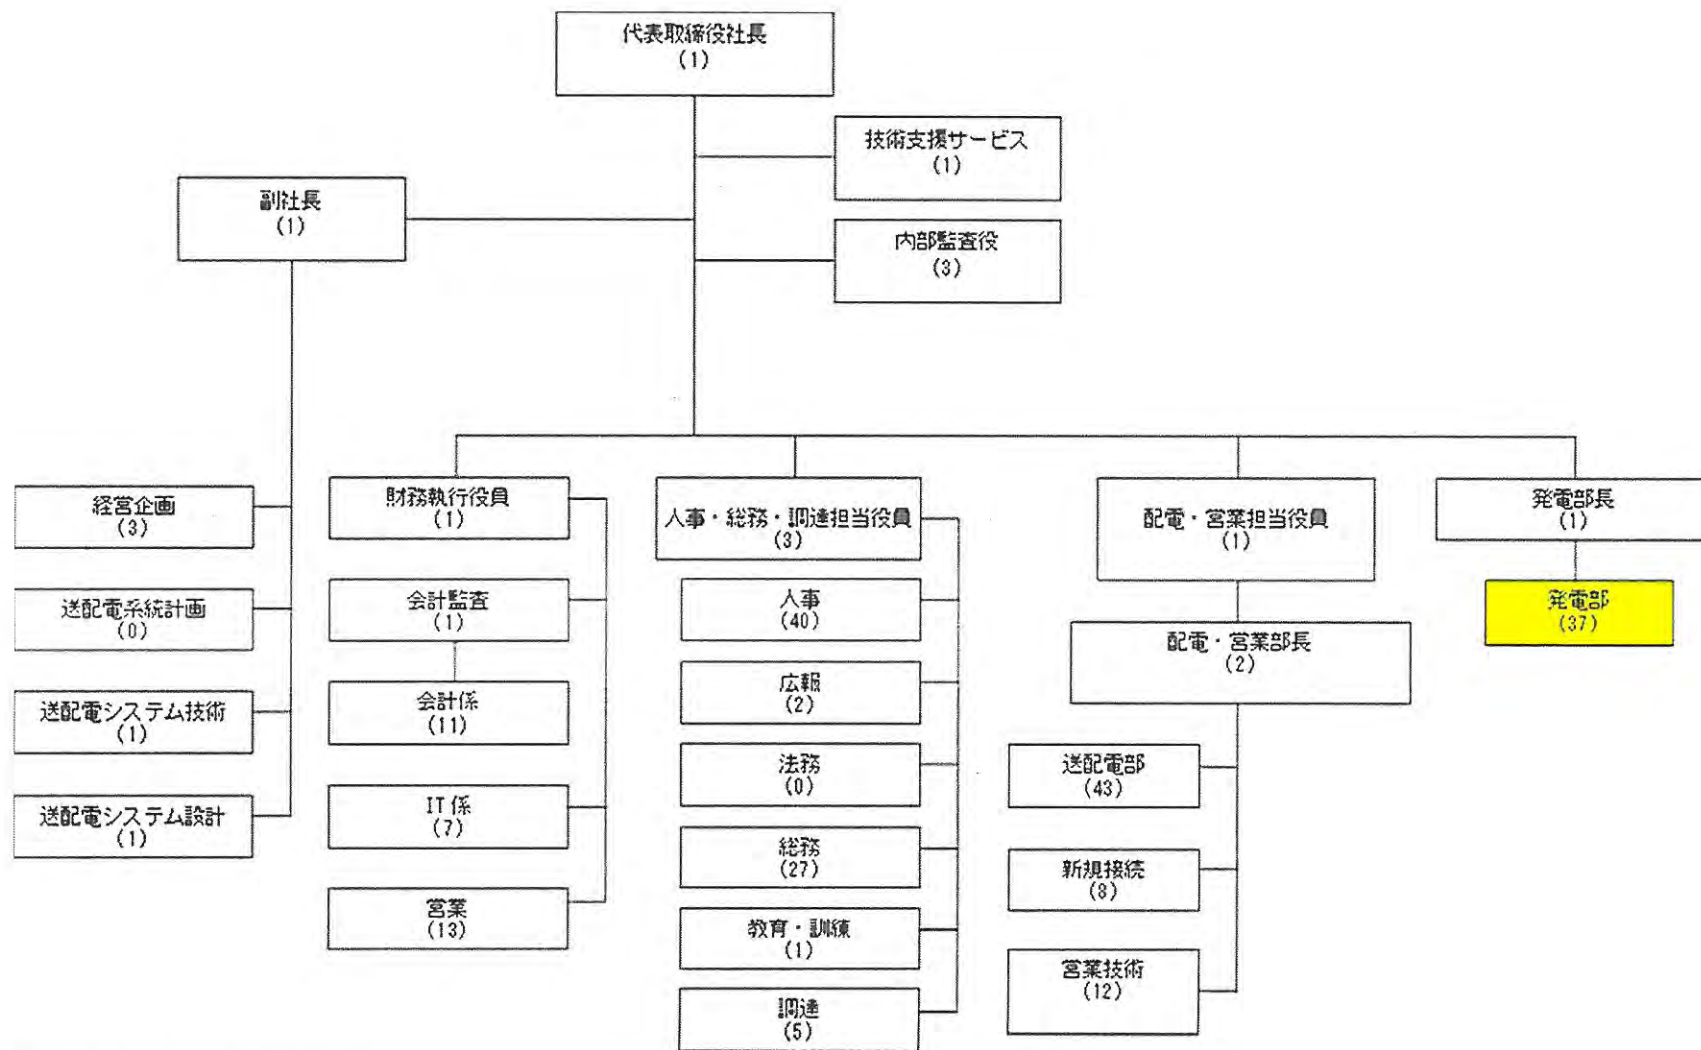 代表取締役社長
(1)
技術支援サービス
(1)
副社長
(1)
内部監査役
(3)
経営企画
(3)
送配電系統計画
(0)
送配電システム技術
(1)
送配電システム設計
(1)
財務執行役員
(1)
会計監査
(1)
会計係
(11)
IT係
(7)
営業
(13)
人事・総務・調達担当役員
(3)
人事
(40)
広報
(2)
法務
(0)
総務
(27)
教育・訓練
(1)
調達
(5)
配電・営業担当役員
(1)
配電・営業部長
(2)
送配電部
(43)
新規接続
(8)
営業技術
(12)
発電部長
(1)
発電部
(37)